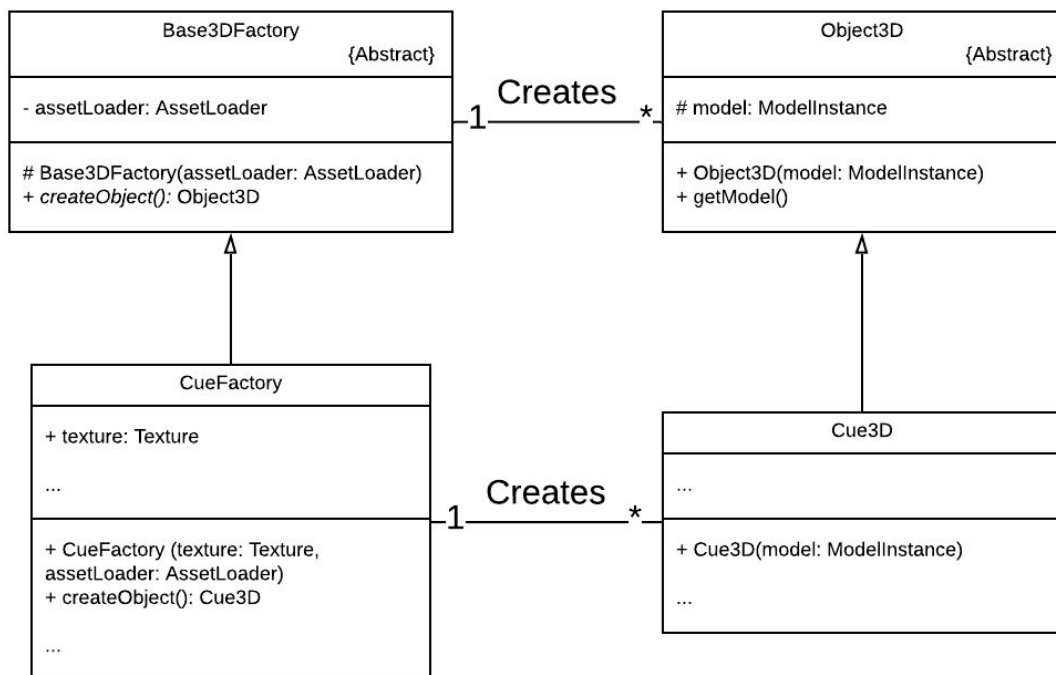 Base3DFactory
{Abstract}
- assetLoader: AssetLoader
# Base3DFactory(assetLoader: AssetLoader)
+ createObject(): Object3D
1 Creates *
Object3D
{Abstract}
# model: ModelInstance
+ Object3D(model: ModelInstance)
+ getModel()
CueFactory
+ texture: Texture
...
+ CueFactory (texture: Texture,
assetLoader: AssetLoader)
+ createObject(): Cue3D
...
1 Creates *
Cue3D
...
+ Cue3D(model: ModelInstance)
...